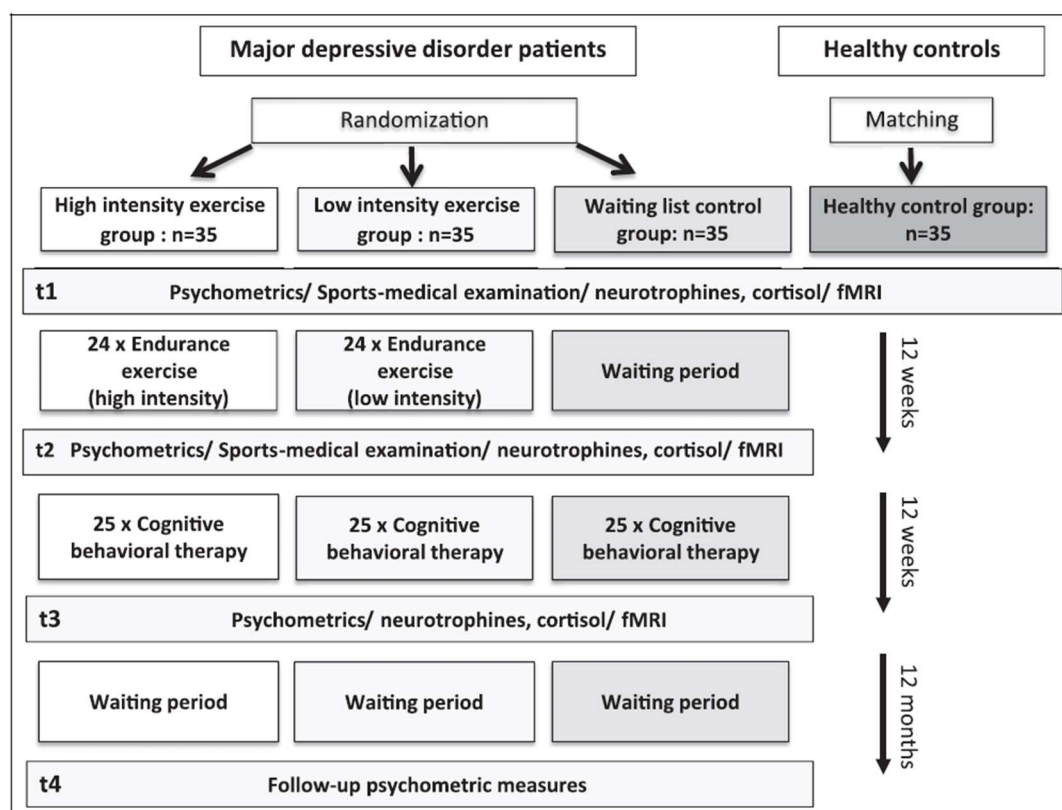 Major depressive disorder patients
Healthy controls
Randomization
Matching
High intensity exercise
group : n=35
Low intensity exercise
group : n=35
Waiting list control
group: n=35
Healthy control group:
n=35
t1 Psychometrics/ Sports-medical examination/ neurotrophines, cortisol/ fMRI
24 x Endurance
exercise
(high intensity)
24 x Endurance
exercise
(low intensity)
Waiting period
12 weeks
t2 Psychometrics/ Sports-medical examination/ neurotrophines, cortisol/ fMRI
25 x Cognitive
behavioral therapy
25 x Cognitive
behavioral therapy
25 x Cognitive
behavioral therapy
12 weeks
t3 Psychometrics/ neurotrophines, cortisol/ fMRI
Waiting period
Waiting period
Waiting period
12 months
t4 Follow-up psychometric measures